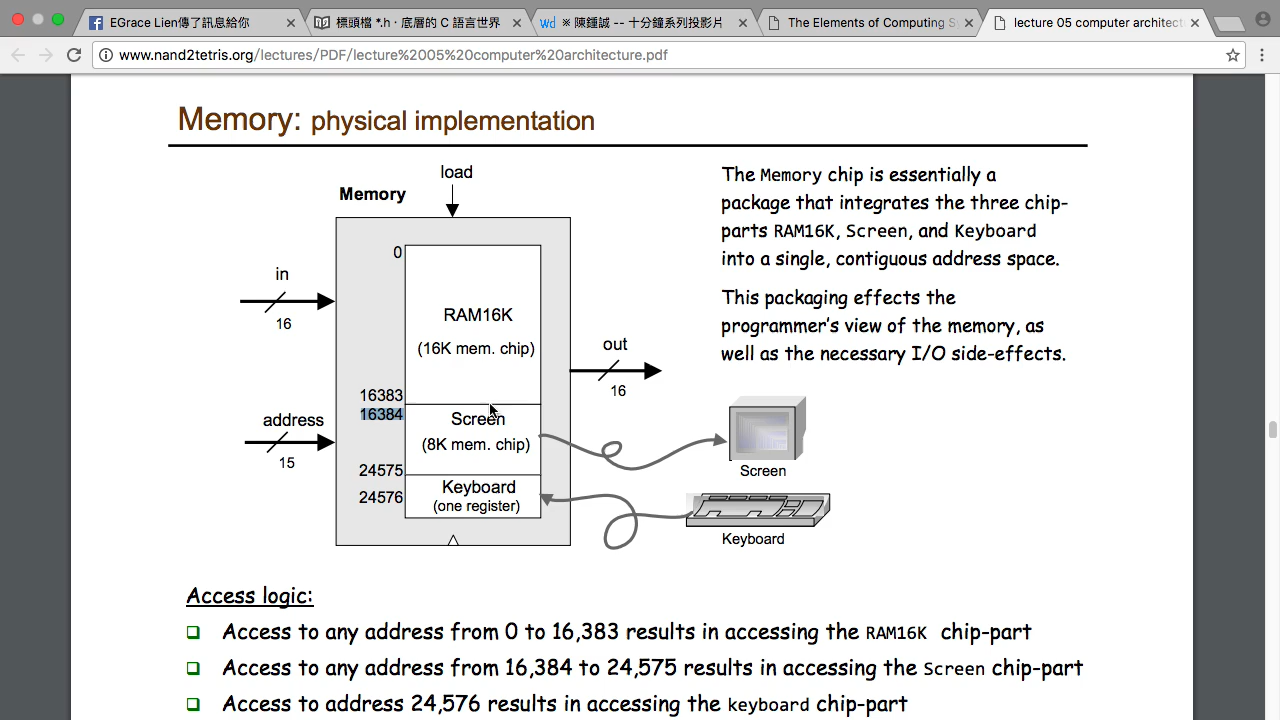 EGrace Lien傳了訊息給你
標頭檔 *.h · 底層的 C 語言世界
wd ※ 陳鍾誠 -- 十分鐘系列投影片
The Elements of Computing S
lecture 05 computer architect
www.nand2tetris.org/lectures/PDF/lecture%2005%20computer%20architecture.pdf
Memory: physical implementation
load
Memory
0
in
16
RAM16K
(16K mem. chip)
out
16
16383
16384
address
15
Screen
(8K mem. chip)
24575
24576
Keyboard
(one register)
The Memory chip is essentially a
package that integrates the three chip-
parts RAM16K, Screen, and Keyboard
into a single, contiguous address space.
This packaging effects the
programmer's view of the memory, as
well as the necessary I/O side-effects.
Screen
Keyboard
Access logic:
Access to any address from 0 to 16,383 results in accessing the RAM16K chip-part
Access to any address from 16,384 to 24,575 results in accessing the Screen chip-part
Access to address 24,576 results in accessing the keyboard chip-part